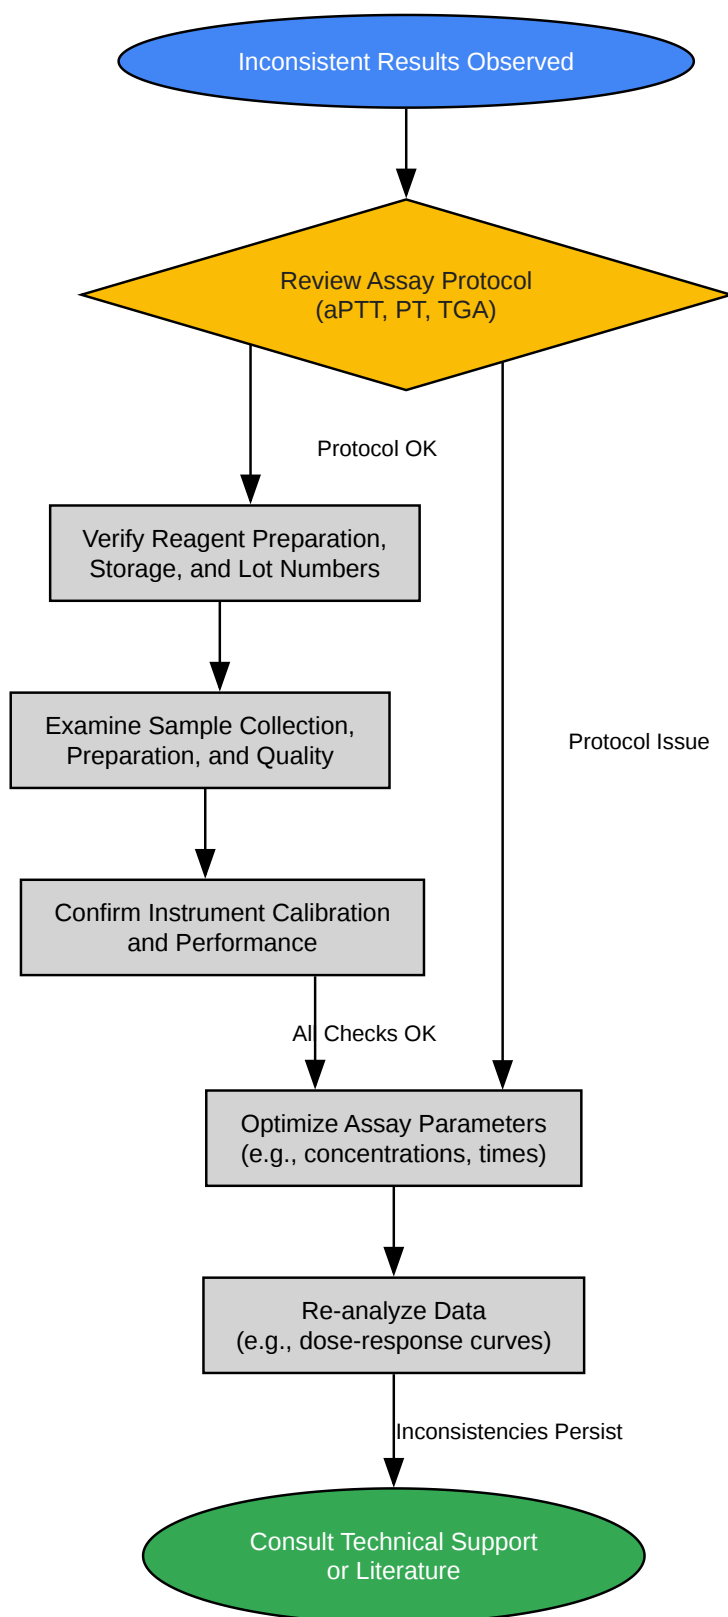 Inconsistent Results Observed
Review Assay Protocol
(aPTT, PT, TGA)
Protocol OK
Verify Reagent Preparation,
Storage, and Lot Numbers
Examine Sample Collection,
Preparation, and Quality
Protocol Issue
Confirm Instrument Calibration
and Performance
All Checks OK
Optimize Assay Parameters
(e.g., concentrations, times)
Re-analyze Data
(e.g., dose-response curves)
Inconsistencies Persist
Consult Technical Support
or Literature